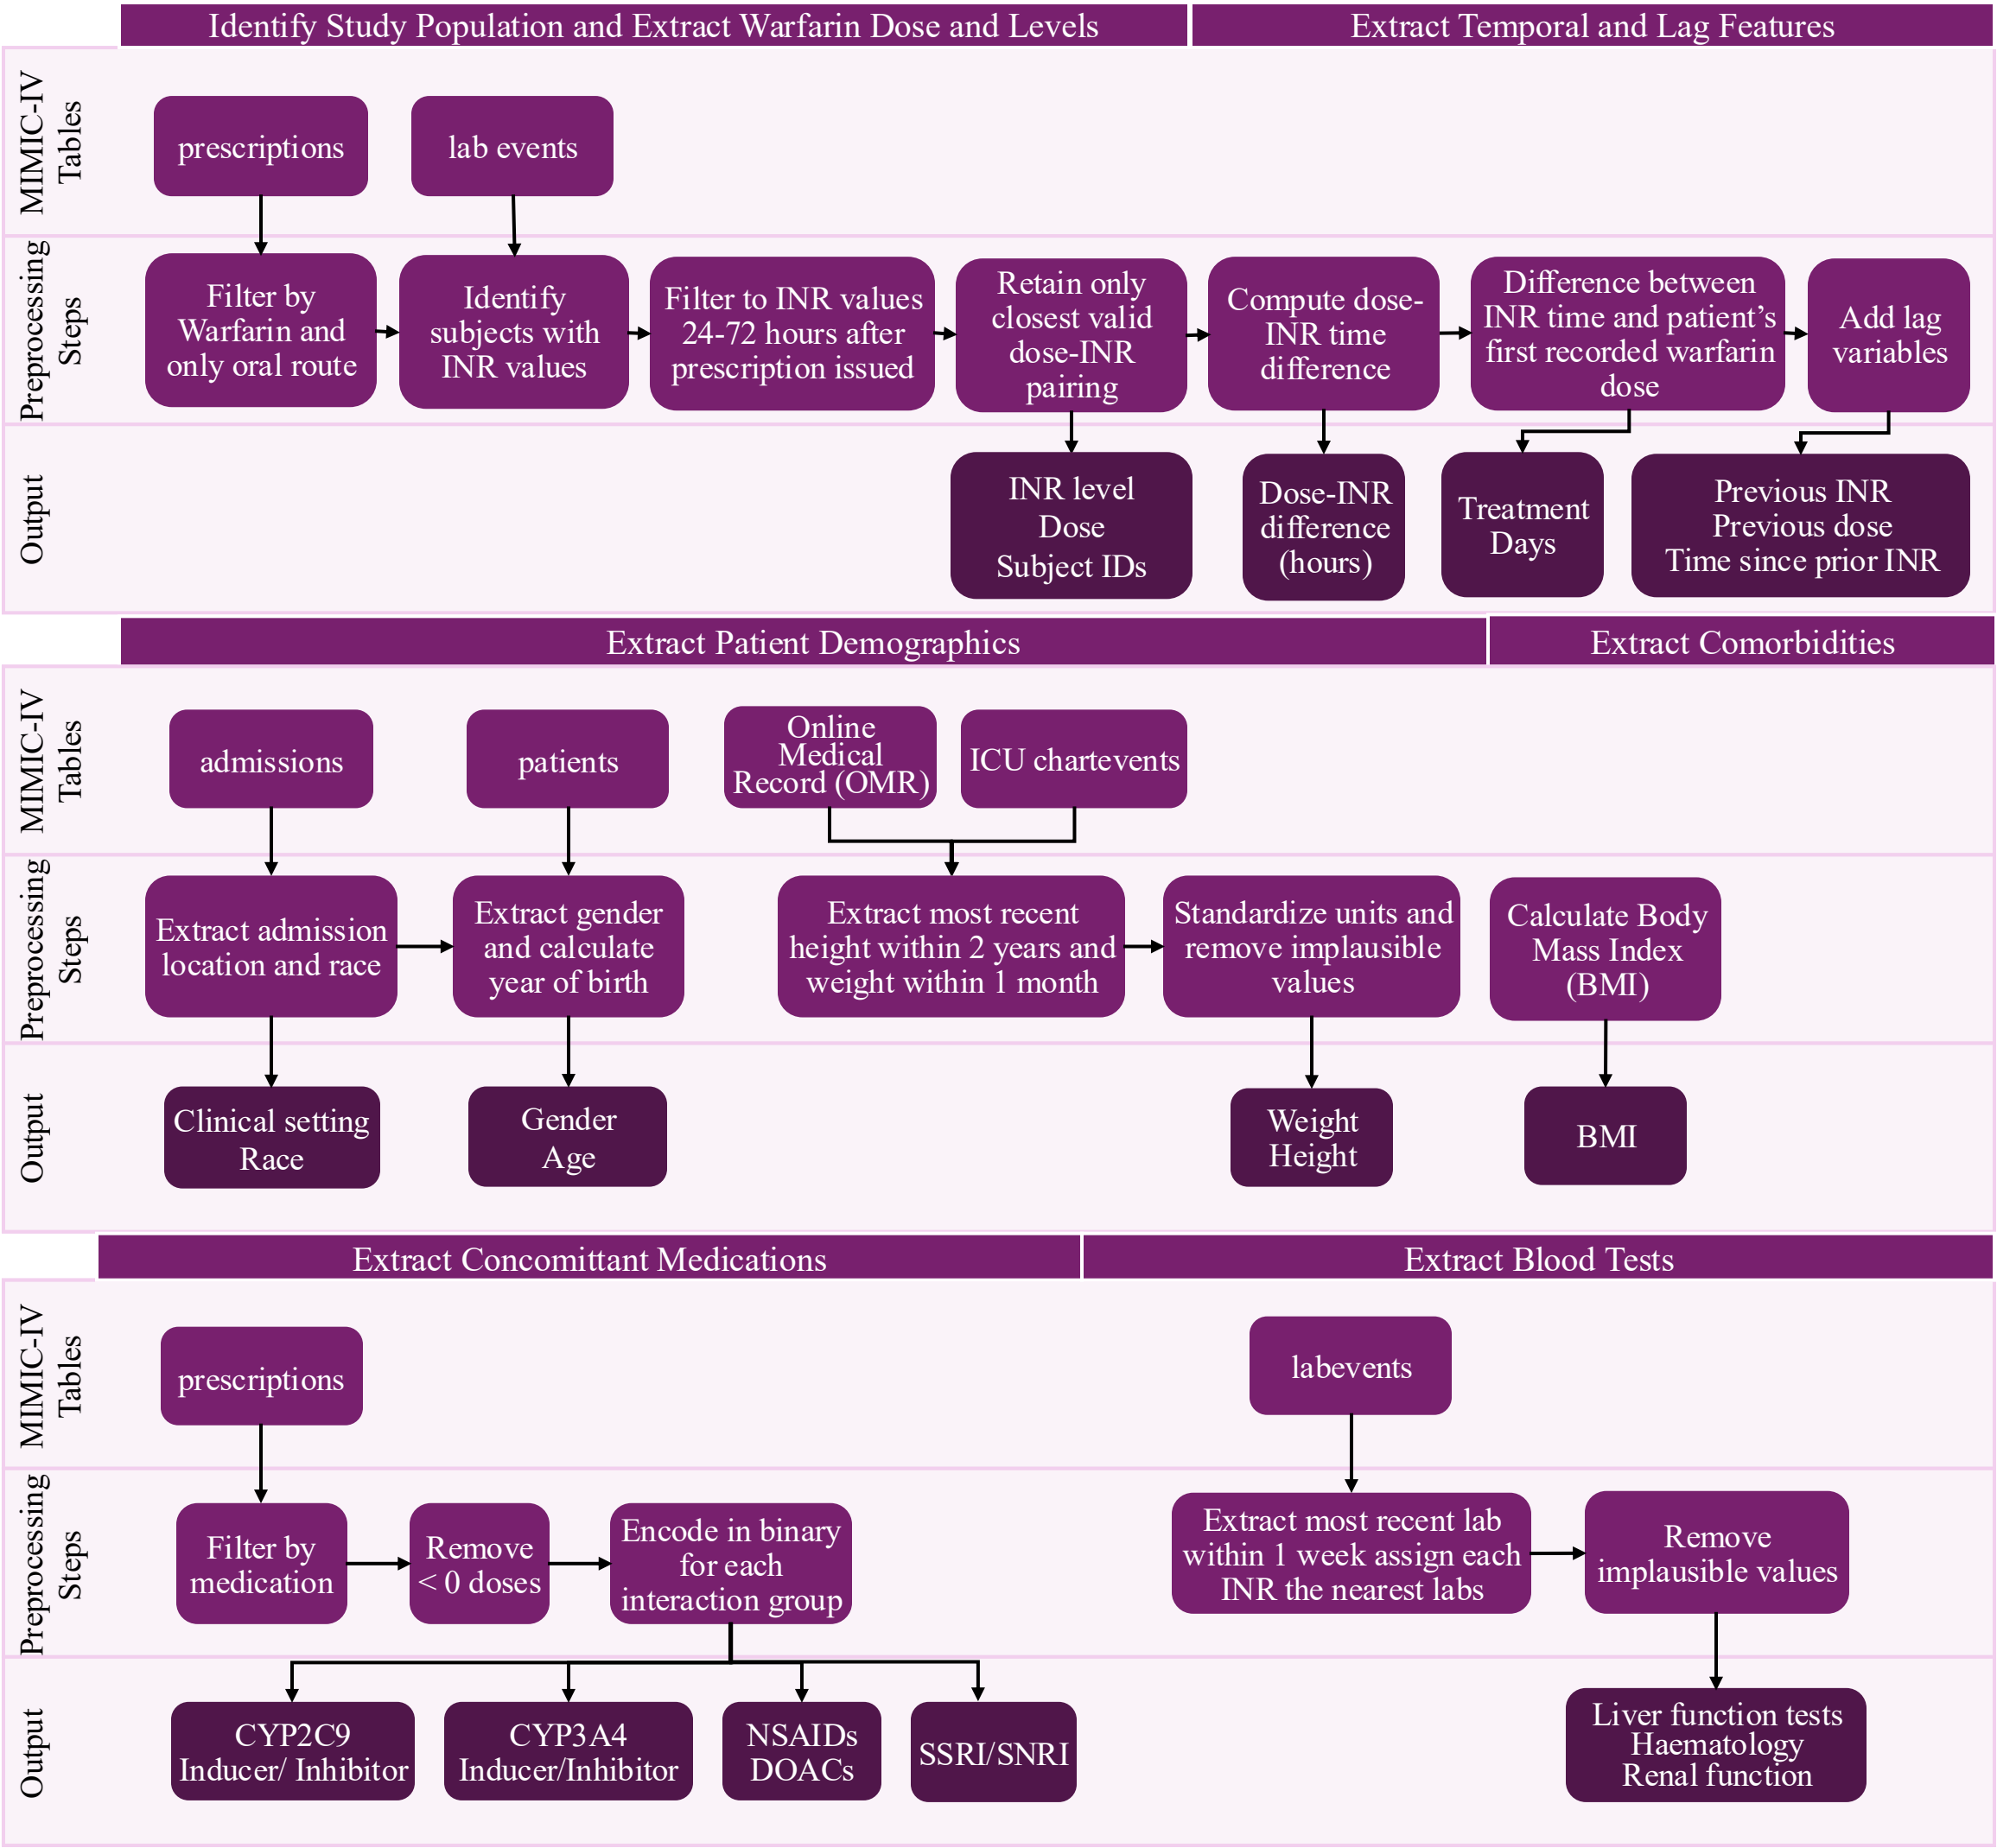 Identify Study Population and Extract Warfarin Dose and Levels
Extract Temporal and Lag Features
MIMIC-IV
Tables
prescriptions
lab events
Preprocessing
Steps
Filter by
Warfarin and
only oral route
Identify
subjects with
INR values
Filter to INR values
24-72 hours after
prescription issued
Retain only
closest valid
dose-INR
pairing
Compute dose-
INR time
difference
Difference between
INR time and patient’s
first recorded warfarin
dose
Add lag
variables
Output
INR level
Dose
Subject IDs
Dose-INR
difference
(hours)
Treatment
Days
Previous INR
Previous dose
Time since prior INR
Extract Patient Demographics
Extract Comorbidities
MIMIC-IV
Tables
admissions
patients
Online
Medical
Record (OMR)
ICU chartevents
Preprocessing
Steps
Extract admission
location and race
Extract gender
and calculate
year of birth
Extract most recent
height within 2 years and
weight within 1 month
Standardize units and
remove implausible
values
Calculate Body
Mass Index
(BMI)
Output
Clinical setting
Race
Gender
Age
Weight
Height
BMI
Extract Concomittant Medications
Extract Blood Tests
MIMIC-IV
Tables
prescriptions
labevents
Preprocessing
Steps
Filter by
medication
Remove
< 0 doses
Encode in binary
for each
interaction group
Extract most recent lab
within 1 week assign each
INR the nearest labs
Remove
implausible values
Output
CYP2C9
Inducer/ Inhibitor
CYP3A4
Inducer/Inhibitor
NSAIDs
DOACs
SSRI/SNRI
Liver function tests
Haematology
Renal function